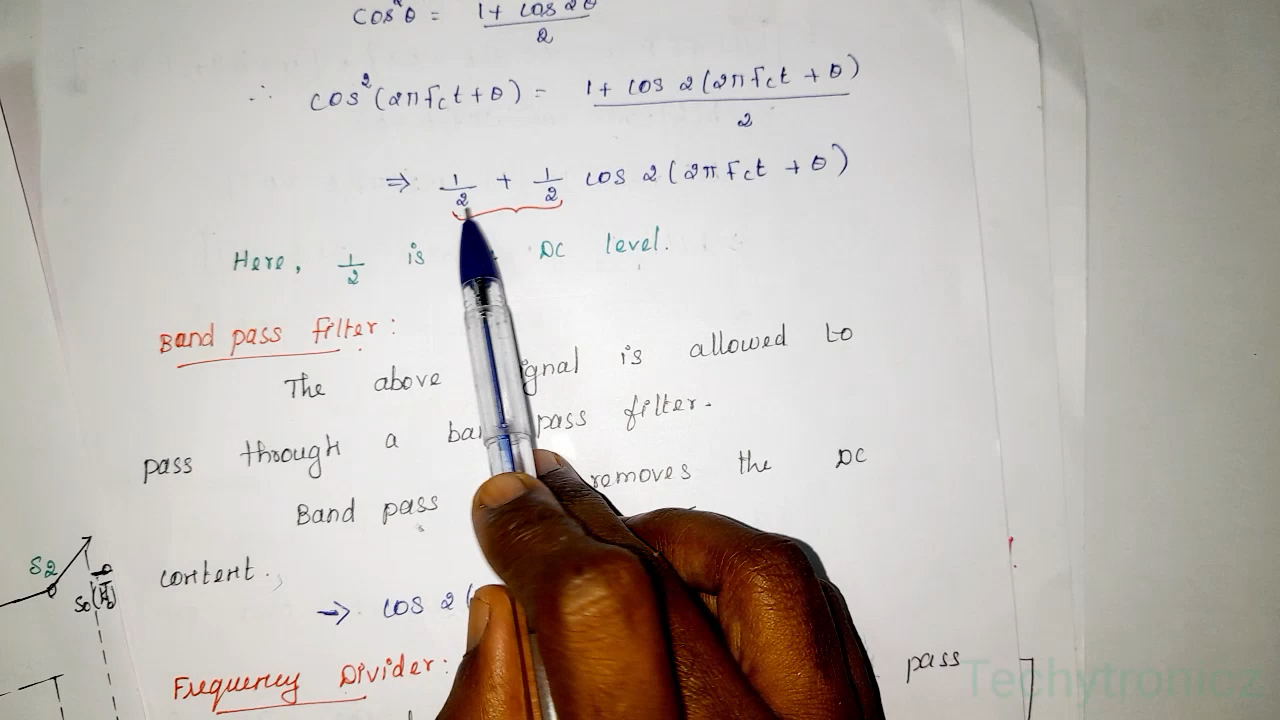 cos²θ = 1 + cos 2θ / 2
∴ cos²(2πfct + θ) = 1 + cos 2(2πfct + θ) / 2
⇒ 1/2 + 1/2 cos 2(2πfct + θ)
Here, 1/2 is DC level.
Band pass filter:
The above signal is allowed to
pass through a band pass filter.
Band pass removes the DC
content.
→ cos 2(
Frequency Divider:
pass
S2
Techytronicz